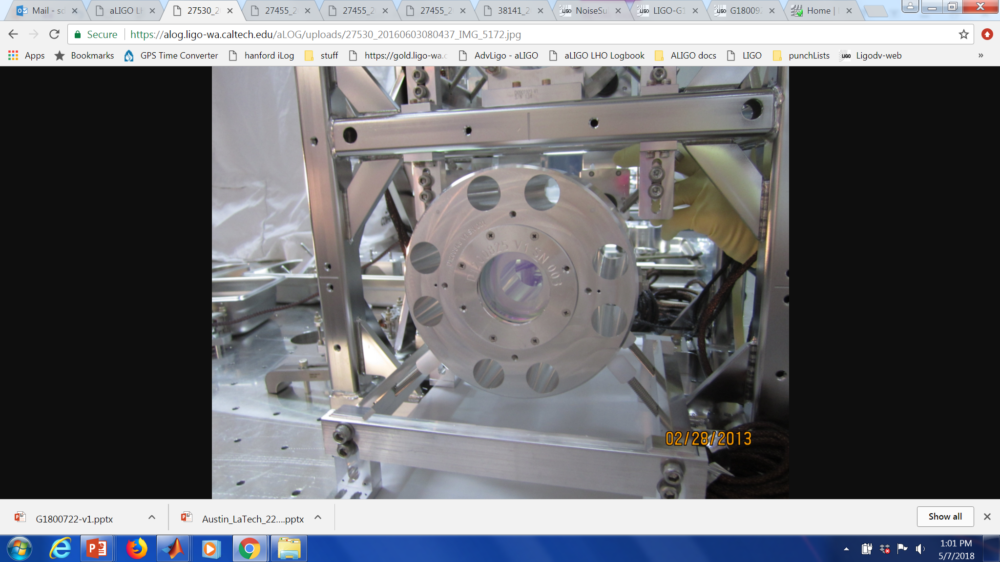 Mail - sd
aLIGO LH
27530_2
27455_2
27455_2
27455_2
38141_2
NoiseSu
LIGO-G1
G180092
Home |
Secure
https://alog.ligo-wa.caltech.edu/aLOG/uploads/27530_20160603080437_IMG_5172.jpg
Apps
Bookmarks
GPS Time Converter
hanford iLog
stuff
https://gold.ligo-wa.c
AdvLigo - aLIGO
aLIGO LHO Logbook
ALIGO docs
LIGO
punchLists
Ligodv-web
»
V1 SN 003
02/28/2013
G1800722-v1.pptx
Austin_LaTech_22....pptx
Show all
1:01 PM
5/7/2018